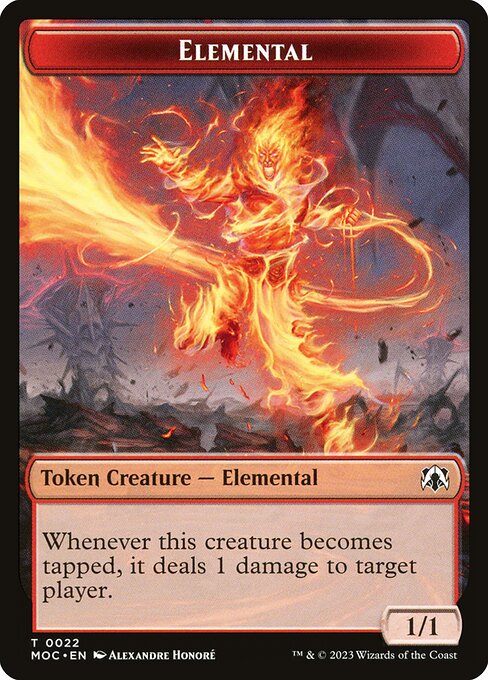 Elemental
Token Creature — Elemental
Whenever this creature becomes
tapped, it deals 1 damage to target
player.
1/1
T 0022
MOC • EN Alexandre Honoré
™ & © 2023 Wizards of the Coast